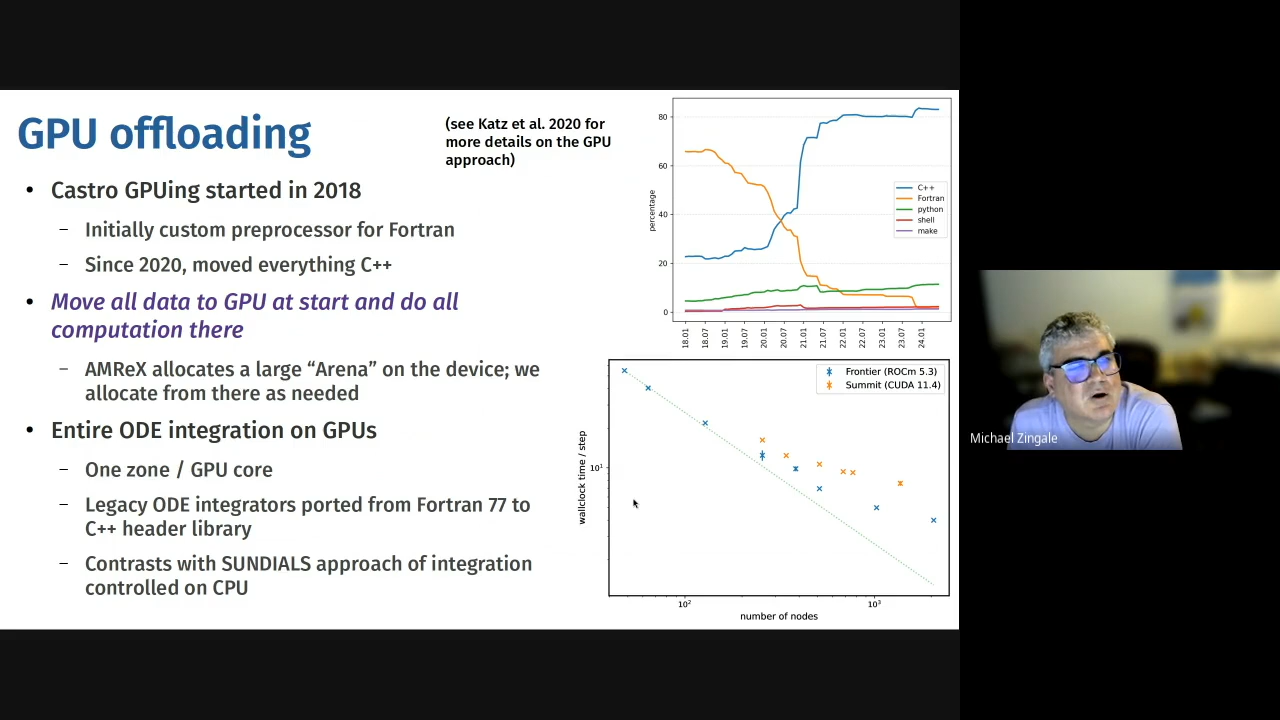 GPU offloading
(see Katz et al. 2020 for
more details on the GPU
approach)
• Castro GPUing started in 2018
– Initially custom preprocessor for Fortran
– Since 2020, moved everything C++
• Move all data to GPU at start and do all
computation there
– AMReX allocates a large “Arena” on the device; we
allocate from there as needed
• Entire ODE integration on GPUs
– One zone / GPU core
– Legacy ODE integrators ported from Fortran 77 to
C++ header library
– Contrasts with SUNDIALS approach of integration
controlled on CPU
percentage
80
60
40
20
0
C++
Fortran
python
shell
make
18.01 18.07 19.01 19.07 20.01 20.07 21.01 21.07 22.01 22.07 23.01 23.07 24.01
Frontier (ROCm 5.3)
Summit (CUDA 11.4)
wallclock time / step
10¹
10² 10³
number of nodes
Michael Zingale